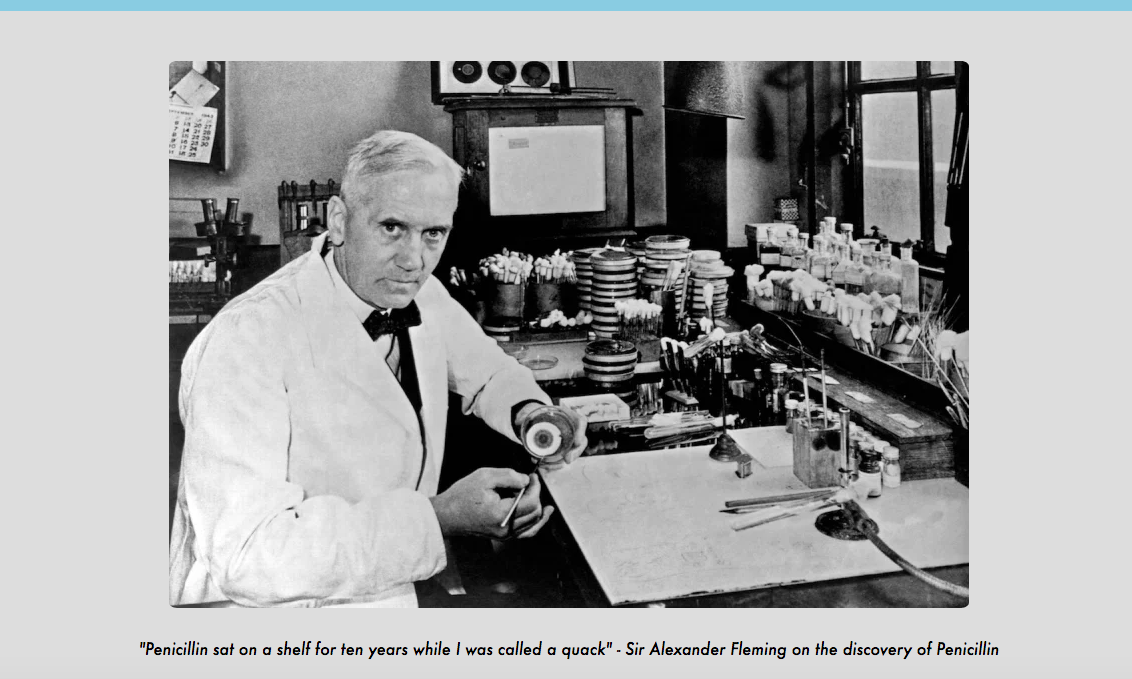 "Penicillin sat on a shelf for ten years while I was called a quack" - Sir Alexander Fleming on the discovery of Penicillin